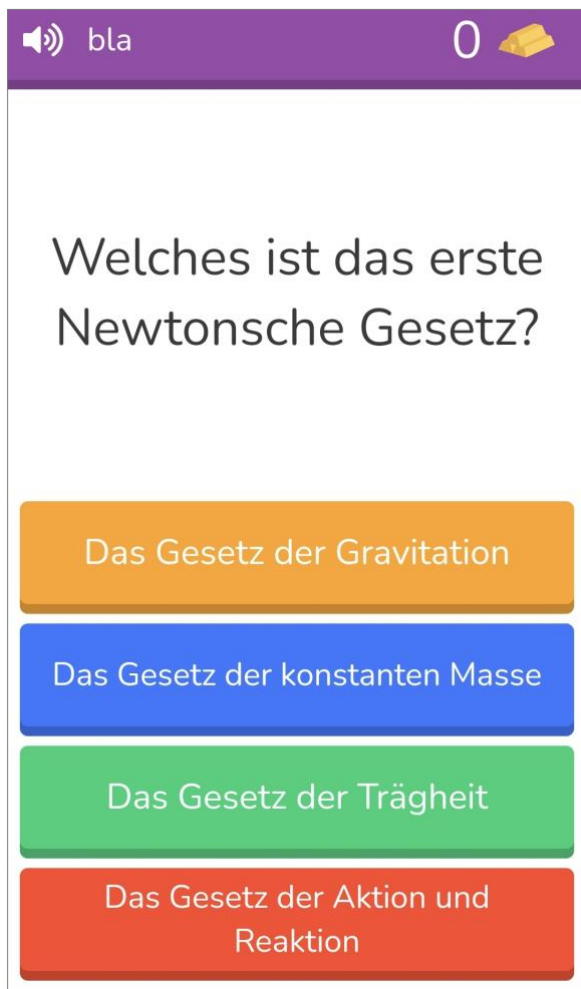 bla
0
Welches ist das erste
Newtonsche Gesetz?
Das Gesetz der Gravitation
Das Gesetz der konstanten Masse
Das Gesetz der Trägheit
Das Gesetz der Aktion und
Reaktion